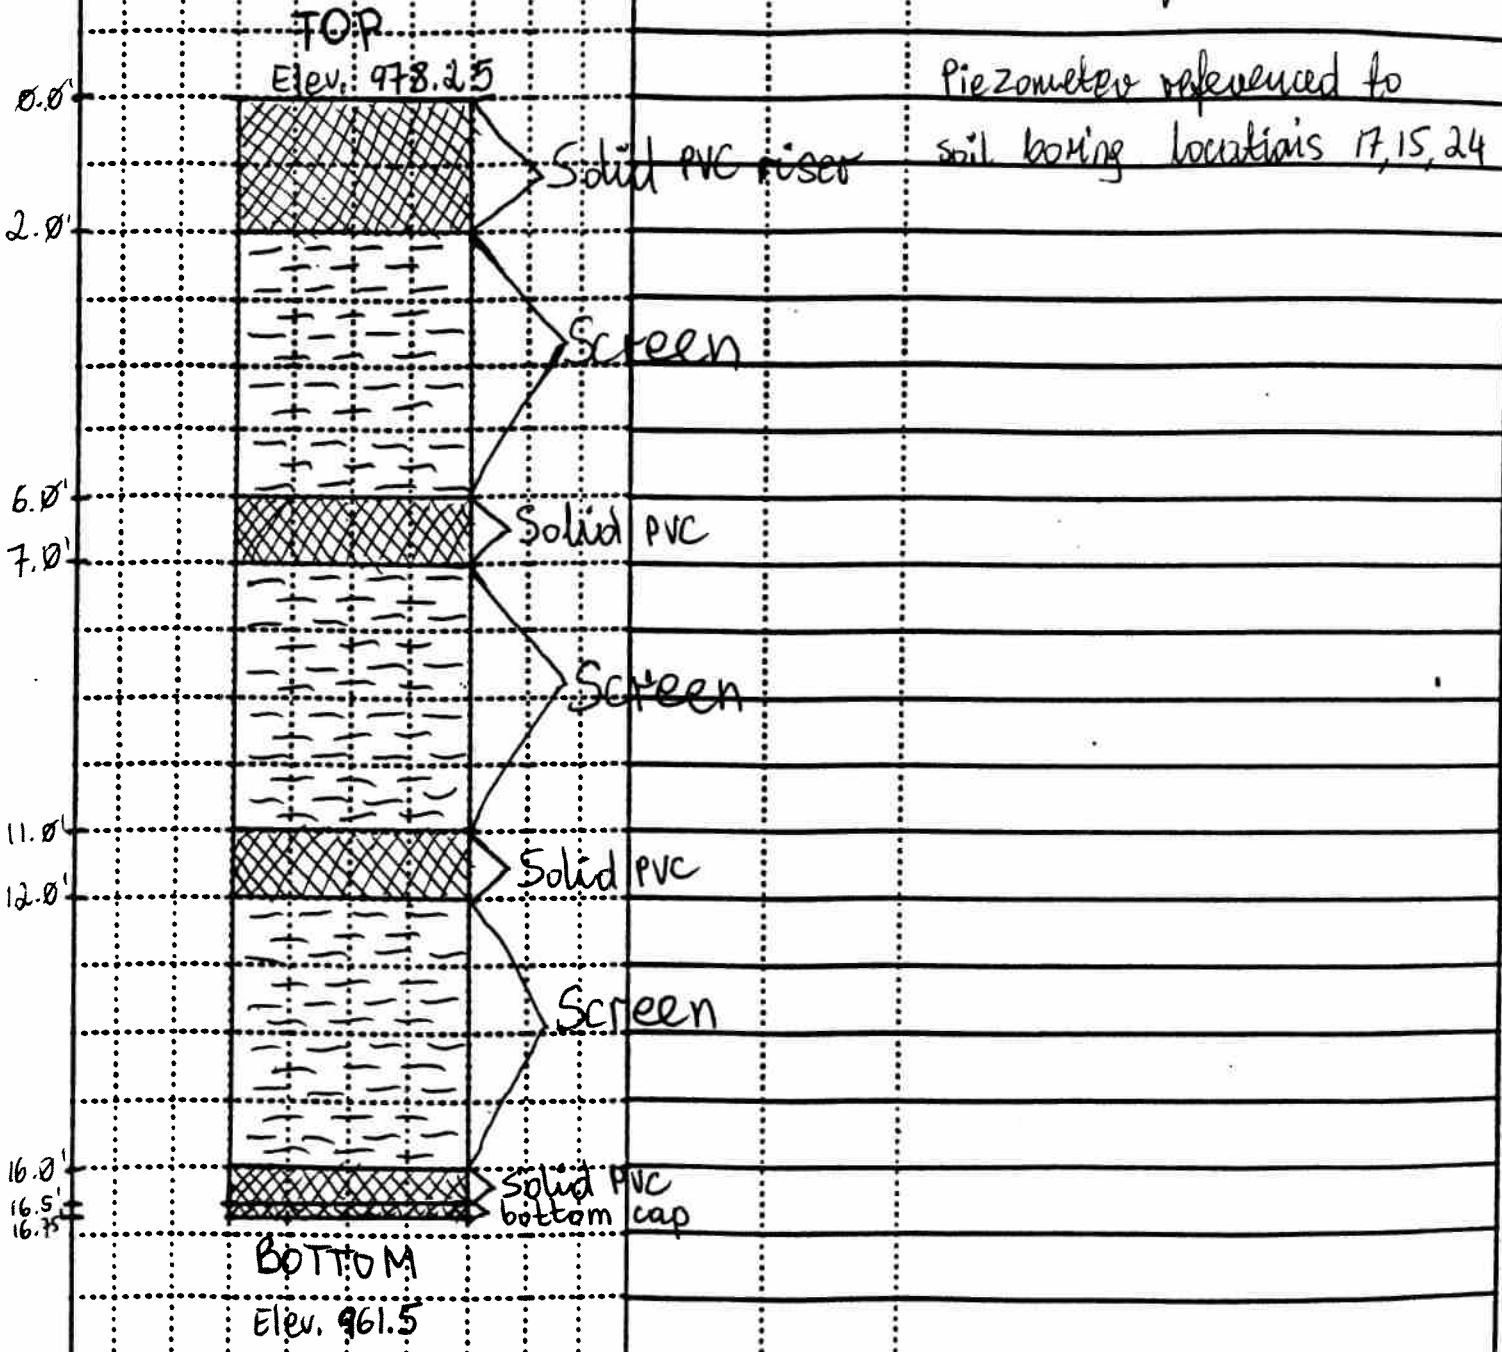 TOP
Elev. 978.25
Piezometer referenced to
0.0'
Solid PVC riser
soil boring locations 17,15,24
2.0'
Screen
6.0'
Solid PVC
7.0'
Screen
11.0'
Solid PVC
12.0'
Screen
16.0'
Solid PVC
16.5'
bottom cap
16.75'
BOTTOM
Elev. 961.5